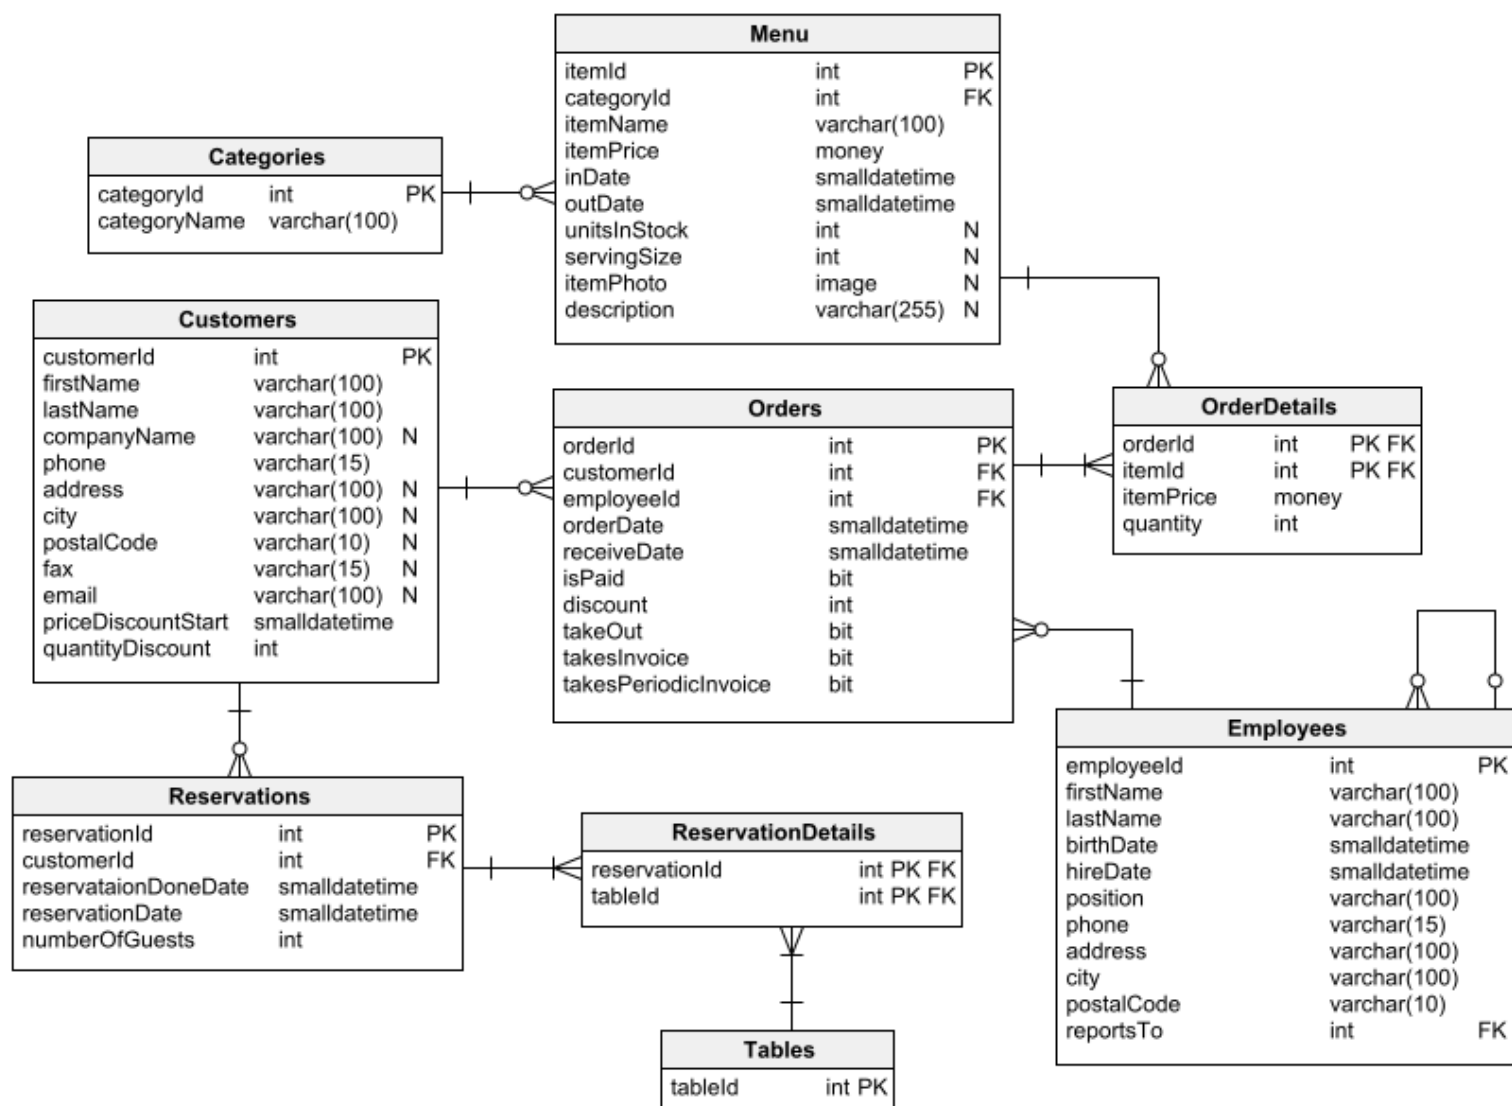 Menu
itemId int PK
categoryId int FK
itemName varchar(100)
itemPrice money
inDate smalldatetime
outDate smalldatetime
unitsInStock int N
servingSize int N
itemPhoto image N
description varchar(255) N
Categories
categoryId int PK
categoryName varchar(100)
Customers
customerId int PK
firstName varchar(100)
lastName varchar(100)
companyName varchar(100) N
phone varchar(15)
address varchar(100) N
city varchar(100) N
postalCode varchar(10) N
fax varchar(15) N
email varchar(100) N
priceDiscountStart smalldatetime
quantityDiscount int
Orders
orderId int PK
customerId int FK
employeeId int FK
orderDate smalldatetime
receiveDate smalldatetime
isPaid bit
discount int
takeOut bit
takesInvoice bit
takesPeriodicInvoice bit
OrderDetails
orderId int PK FK
itemId int PK FK
itemPrice money
quantity int
Employees
employeeId int PK
firstName varchar(100)
lastName varchar(100)
birthDate smalldatetime
hireDate smalldatetime
position varchar(100)
phone varchar(15)
address varchar(100)
city varchar(100)
postalCode varchar(10)
reportsTo int FK
Reservations
reservationId int PK
customerId int FK
reservataionDoneDate smalldatetime
reservationDate smalldatetime
numberOfGuests int
ReservationDetails
reservationId int PK FK
tableId int PK FK
Tables
tableId int PK